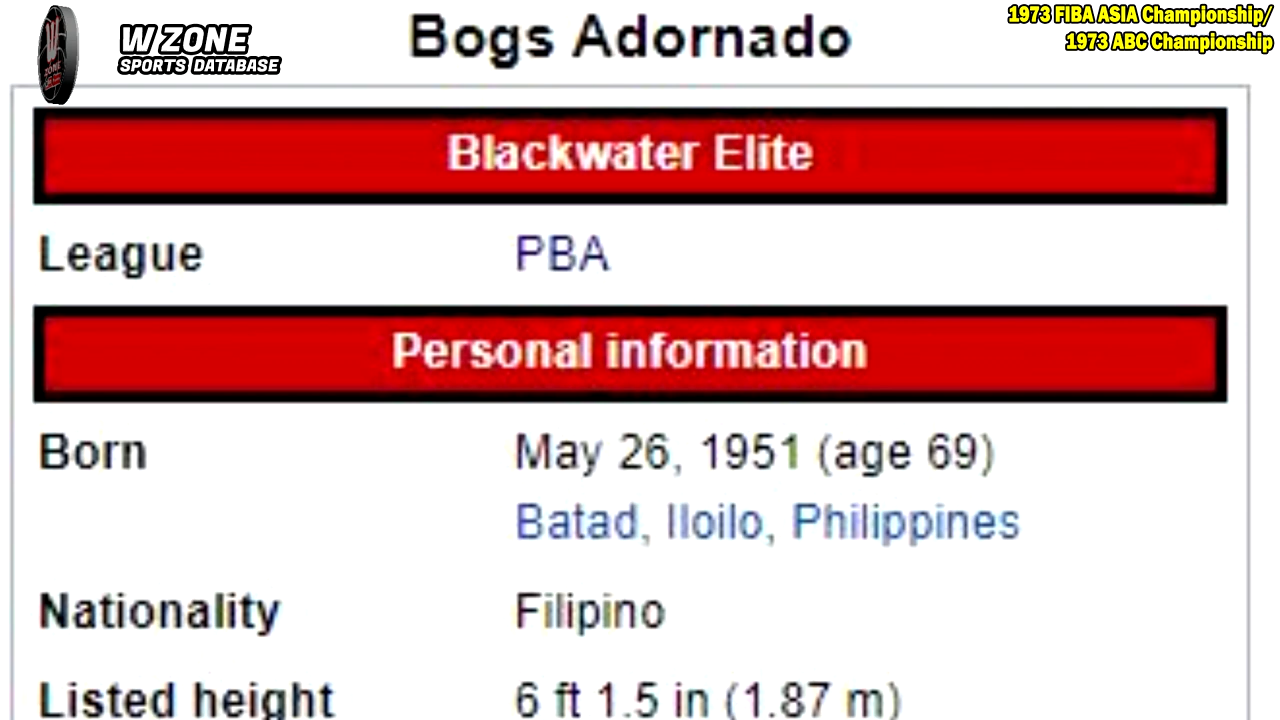 W ZONE
SPORTS DATABASE
Bogs Adornado
1973 FIBA ASIA Championship/
1973 ABC Championship
Blackwater Elite
League PBA
Personal information
Born May 26, 1951 (age 69)
Batad, Iloilo, Philippines
Nationality Filipino
Listed height 6 ft 1.5 in (1.87 m)